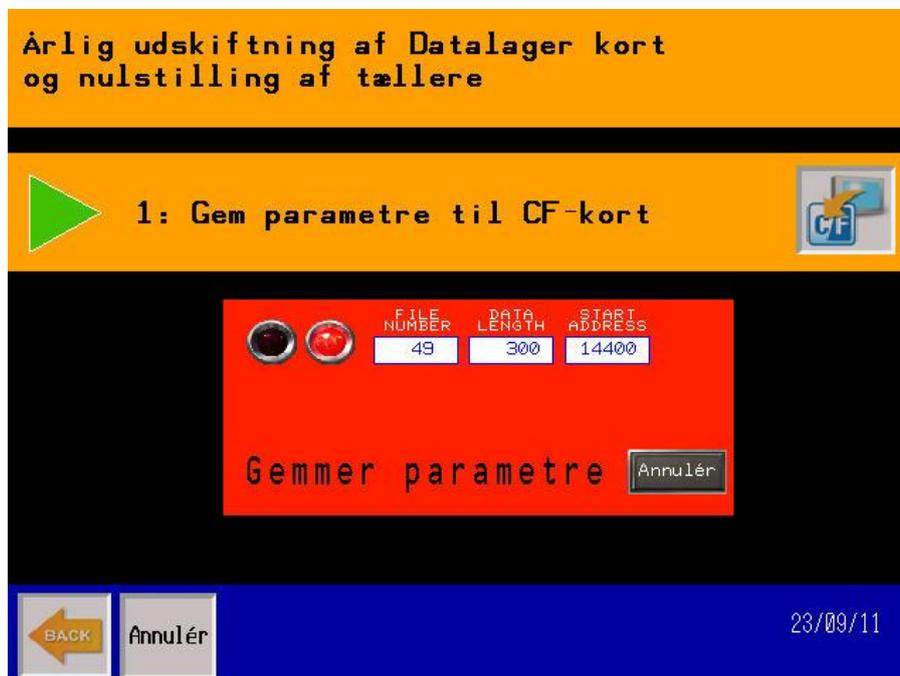 Årlig udskiftning af Datalager kort
og nulstilling af tællere
1: Gem parametre til CF-kort
C/F
FILE NUMBER
DATA LENGTH
START ADDRESS
49 300 14400
Gemmer parametre
Annulér
BACK
Annulér
23/09/11